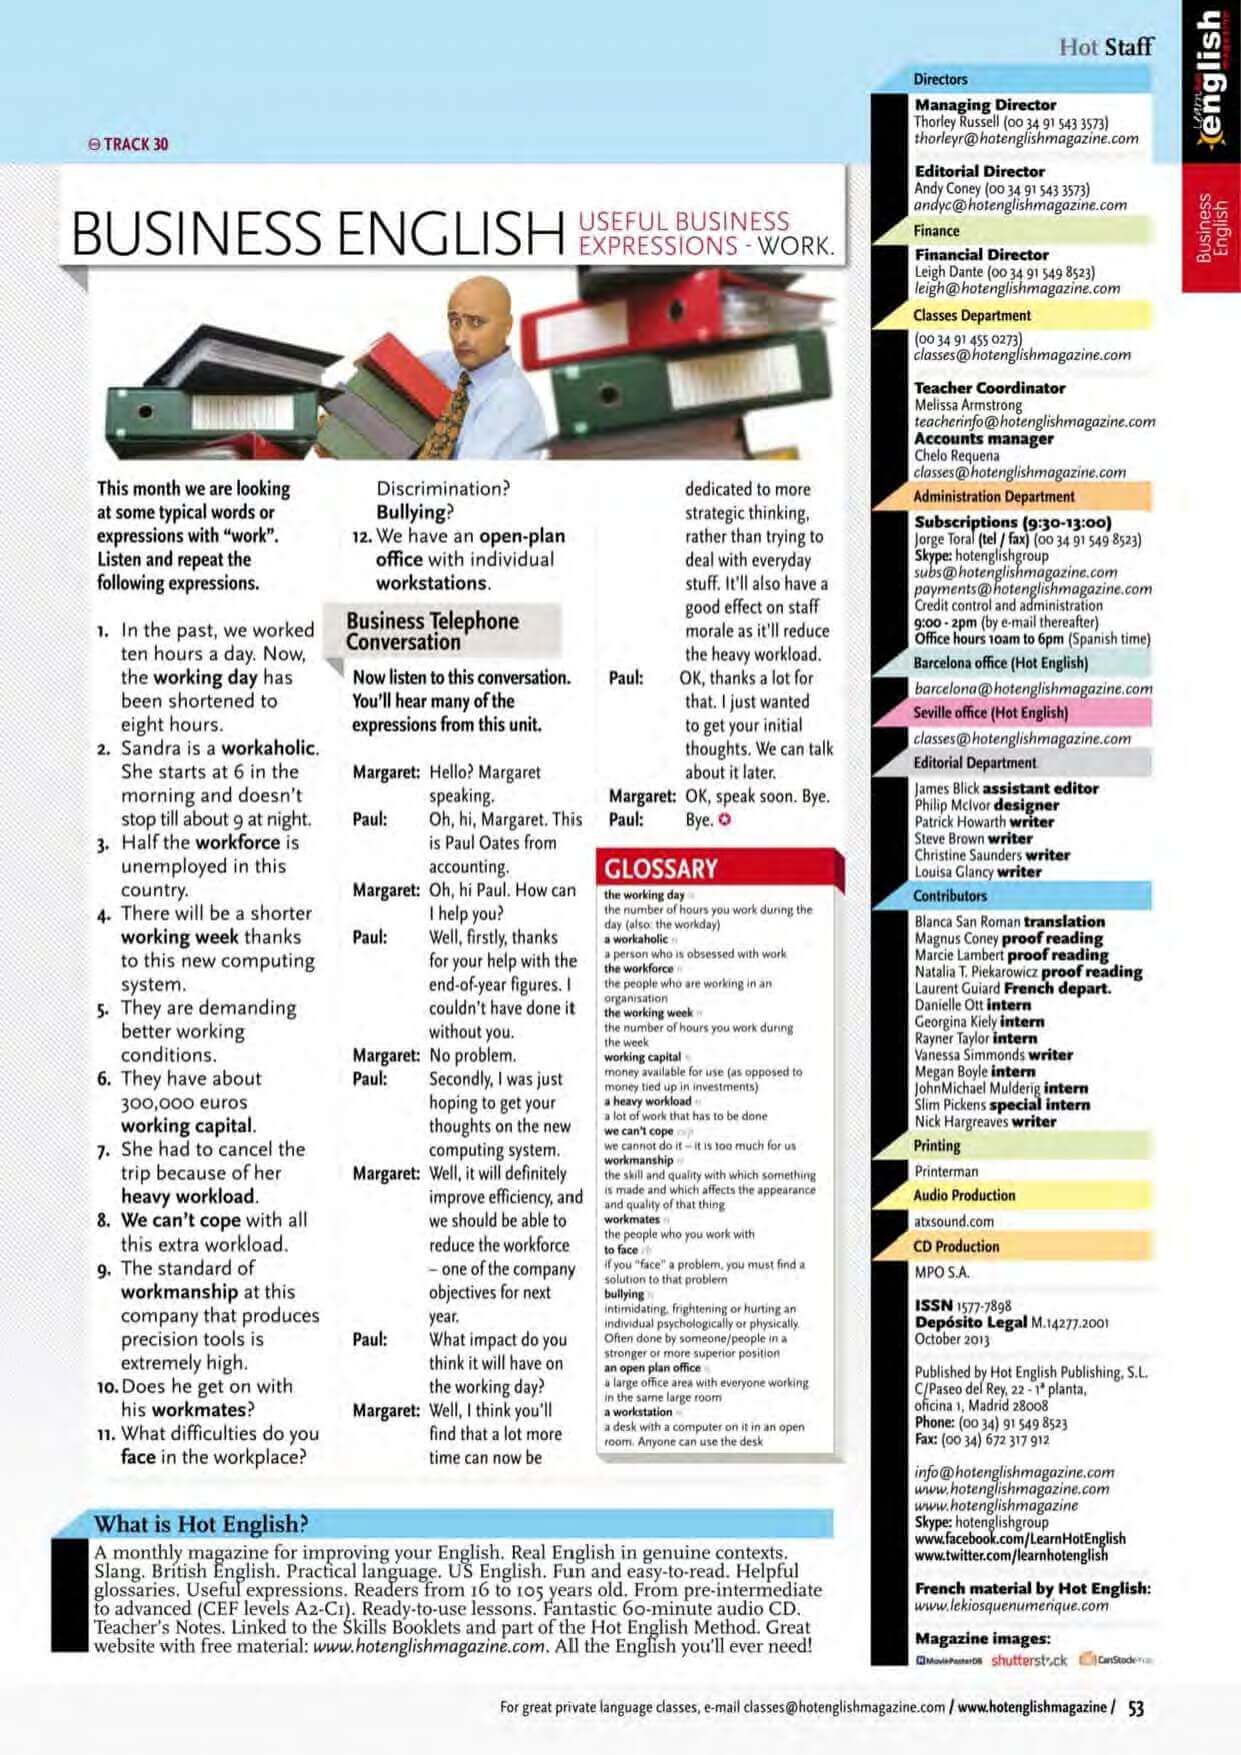 Hot Staff
Learn hot
english
magazine
Business
English
TRACK 30
BUSINESS ENGLISH USEFUL BUSINESS
EXPRESSIONS - WORK.
This month we are looking
at some typical words or
expressions with “work”.
Listen and repeat the
following expressions.
1. In the past, we worked
ten hours a day. Now,
the working day has
been shortened to
eight hours.
2. Sandra is a workaholic.
She starts at 6 in the
morning and doesn't
stop till about 9 at night.
3. Half the workforce is
unemployed in this
country.
4. There will be a shorter
working week thanks
to this new computing
system.
5. They are demanding
better working
conditions.
6. They have about
300,000 euros
working capital.
7. She had to cancel the
trip because of her
heavy workload.
8. We can't cope with all
this extra workload.
9. The standard of
workmanship at this
company that produces
precision tools is
extremely high.
10. Does he get on with
his workmates?
11. What difficulties do you
face in the workplace?
Discrimination?
Bullying?
12. We have an open-plan
office with individual
workstations.
Business Telephone
Conversation
Now listen to this conversation.
You'll hear many of the
expressions from this unit.
Margaret: Hello? Margaret
speaking.
Paul: Oh, hi, Margaret. This
is Paul Oates from
accounting.
Margaret: Oh, hi Paul. How can
I help you?
Paul: Well, firstly, thanks
for your help with the
end-of-year figures. I
couldn't have done it
without you.
Margaret: No problem.
Paul: Secondly, I was just
hoping to get your
thoughts on the new
computing system.
Margaret: Well, it will definitely
improve efficiency, and
we should be able to
reduce the workforce
– one of the company
objectives for next
year.
Paul: What impact do you
think it will have on
the working day?
Margaret: Well, I think you'll
find that a lot more
time can now be
dedicated to more
strategic thinking,
rather than trying to
deal with everyday
stuff. It'll also have a
good effect on staff
morale as it'll reduce
the heavy workload.
Paul: OK, thanks a lot for
that. I just wanted
to get your initial
thoughts. We can talk
about it later.
Margaret: OK, speak soon. Bye.
Paul: Bye.
GLOSSARY
the working day n
the number of hours you work during the
day (also: the workday)
a workaholic n
a person who is obsessed with work
the workforce n
the people who are working in an
organisation
the working week n
the number of hours you work during
the week
working capital n
money available for use (as opposed to
money tied up in investments)
a heavy workload n
a lot of work that has to be done
we can't cope exp
we cannot do it – it is too much for us
workmanship n
the skill and quality with which something
is made and which affects the appearance
and quality of that thing
workmates n
the people who you work with
to face vb
if you “face” a problem, you must find a
solution to that problem
bullying n
intimidating, frightening or hurting an
individual psychologically or physically.
Often done by someone/people in a
stronger or more superior position
an open plan office n
a large office area with everyone working
in the same large room
a workstation n
a desk with a computer on it in an open
room. Anyone can use the desk
What is Hot English?
A monthly magazine for improving your English. Real English in genuine contexts.
Slang. British English. Practical language. US English. Fun and easy-to-read. Helpful
glossaries. Useful expressions. Readers from 16 to 105 years old. From pre-intermediate
to advanced (CEF levels A2-C1). Ready-to-use lessons. Fantastic 60-minute audio CD.
Teacher's Notes. Linked to the Skills Booklets and part of the Hot English Method. Great
website with free material: www.hotenglishmagazine.com. All the English you'll ever need!
Directors
Managing Director
Thorley Russell (00 34 91 543 3573)
thorleyr@hotenglishmagazine.com
Editorial Director
Andy Coney (00 34 91 543 3573)
andyc@hotenglishmagazine.com
Finance
Financial Director
Leigh Dante (00 34 91 549 8523)
leigh@hotenglishmagazine.com
Classes Department
(00 34 91 455 0273)
classes@hotenglishmagazine.com
Teacher Coordinator
Melissa Armstrong
teacherinfo@hotenglishmagazine.com
Accounts manager
Chelo Requena
classes@hotenglishmagazine.com
Administration Department
Subscriptions (9:30-13:00)
Jorge Toral (tel / fax) (00 34 91 549 8523)
Skype: hotenglishgroup
subs@hotenglishmagazine.com
payments@hotenglishmagazine.com
Credit control and administration
9:00 - 2pm (by e-mail thereafter)
Office hours 10am to 6pm (Spanish time)
Barcelona office (Hot English)
barcelona@hotenglishmagazine.com
Seville office (Hot English)
classes@hotenglishmagazine.com
Editorial Department
James Blick assistant editor
Philip McIvor designer
Patrick Howarth writer
Steve Brown writer
Christine Saunders writer
Louisa Glancy writer
Contributors
Blanca San Roman translation
Magnus Coney proof reading
Marcie Lambert proof reading
Natalia T. Piekarowicz proof reading
Laurent Guiard French depart.
Danielle Ott intern
Georgina Kiely intern
Rayner Taylor intern
Vanessa Simmonds writer
Megan Boyle intern
JohnMichael Mulderig intern
Slim Pickens special intern
Nick Hargreaves writer
Printing
Printerman
Audio Production
atxsound.com
CD Production
MPO S.A.
ISSN 1577-7898
Depósito Legal M.14277.2001
October 2013
Published by Hot English Publishing, S.L.
C/Paseo del Rey, 22 - 1ª planta,
oficina 1, Madrid 28008
Phone: (00 34) 91 549 8523
Fax: (00 34) 672 317 912
info@hotenglishmagazine.com
www.hotenglishmagazine.com
www.hotenglishmagazine
Skype: hotenglishgroup
www.facebook.com/LearnHotEnglish
www.twitter.com/learnhotenglish
French material by Hot English:
www.lekiosquenumerique.com
Magazine images:
MoviePosterDB shutterstock CanStock
For great private language classes, e-mail classes@hotenglishmagazine.com / www.hotenglishmagazine / 53